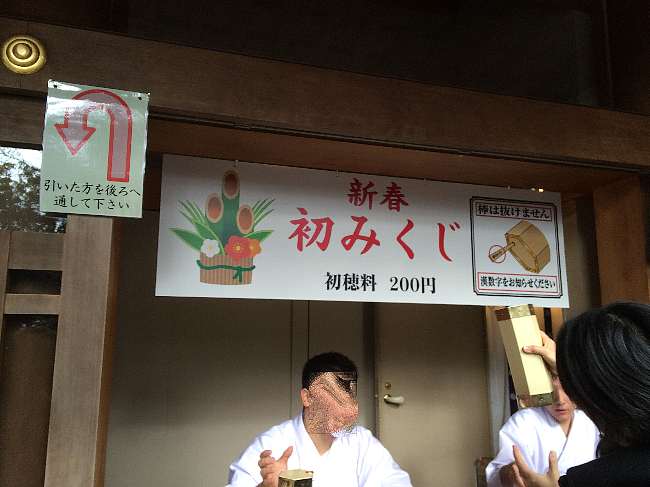 引いた方を後ろへ
通して下さい
新春
初みくじ
初穂料 200円
棒は抜けません
漢数字をお知らせください